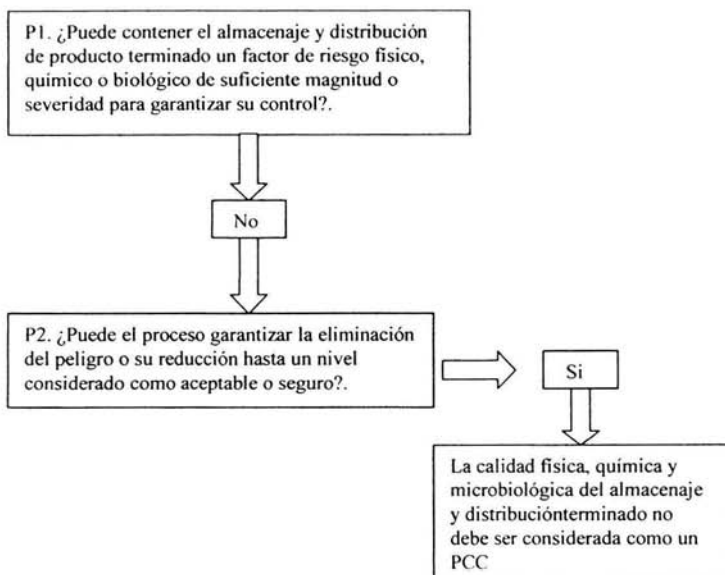 P1. ¿Puede contener el almacenaje y distribución
de producto terminado un factor de riesgo físico,
químico o biológico de suficiente magnitud o
severidad para garantizar su control?.
No
P2. ¿Puede el proceso garantizar la eliminación
del peligro o su reducción hasta un nivel
considerado como aceptable o seguro?.
Si
La calidad física, química y
microbiológica del almacenaje
y distribuciónterminado no
debe ser considerada como un
PCC